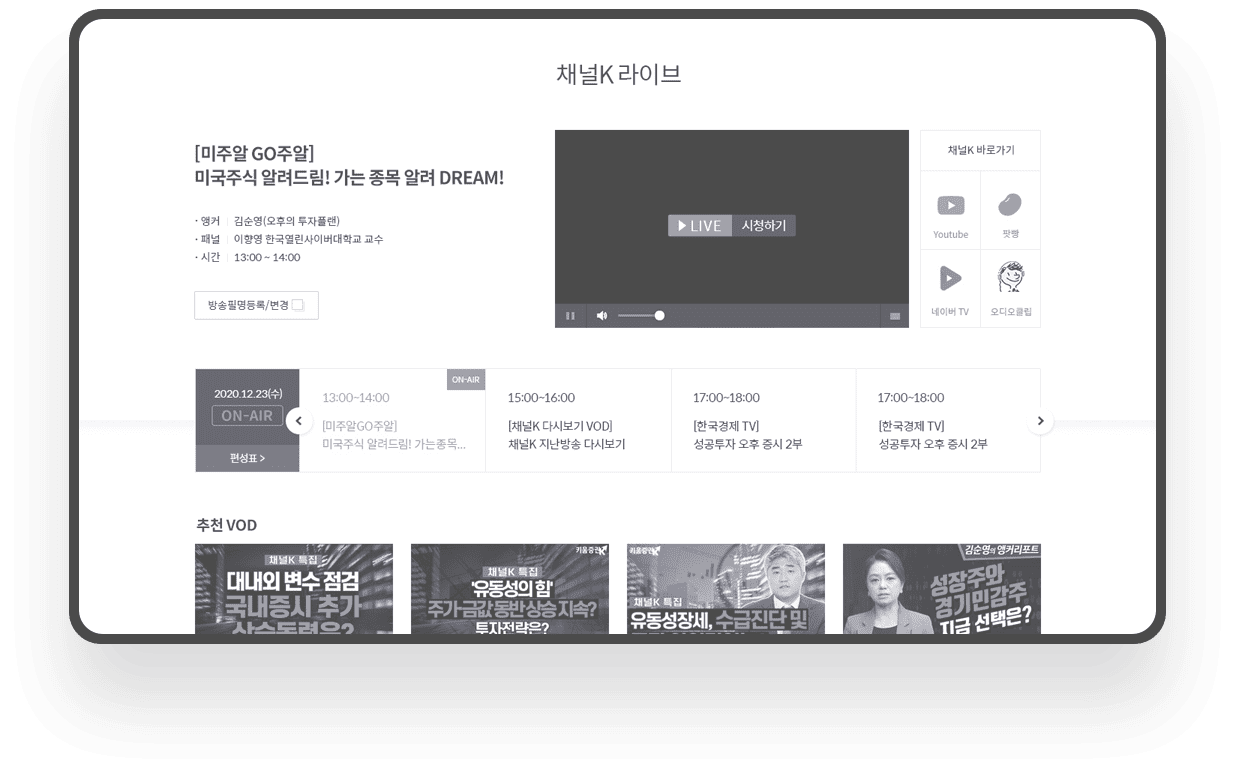 채널K 라이브
[미주알 GO주알]
미국주식 알려드림! 가는 종목 알려 DREAM!
· 앵커 김순영(오후의 투자플랜)
· 패널 이향영 한국열린사이버대학교 교수
· 시간 13:00 ~ 14:00
방송필명등록/변경
LIVE 시청하기
채널K 바로가기
Youtube
팟빵
네이버 TV
오디오클립
2020.12.23(수)
ON-AIR
편성표 >
ON-AIR
13:00~14:00
[미주알GO주알]
미국주식 알려드림! 가는종목...
15:00~16:00
[채널K 다시보기 VOD]
채널K 지난방송 다시보기
17:00~18:00
[한국경제 TV]
성공투자 오후 증시 2부
17:00~18:00
[한국경제 TV]
성공투자 오후 증시 2부
추천 VOD
채널K 특집
대내외 변수 점검
국내증시 추가
상승동력은?
키움증권
채널K 특집
'유동성의 힘'
주가·금값 동반 상승 지속?
투자전략은?
키움증권
채널K 특집
유동성장세, 수급진단 및
김순영의 앵커리포트
성장주와
경기민감주
지금 선택은?